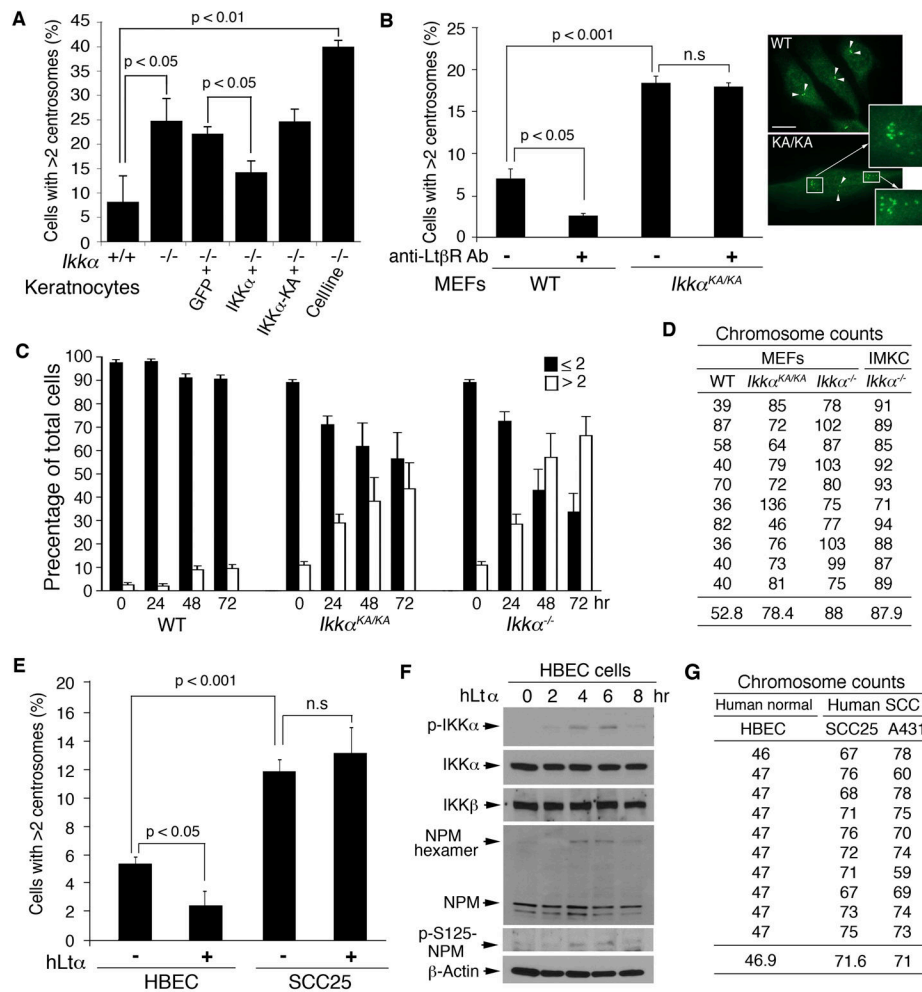 A
p < 0.01
p < 0.05
p < 0.05
Cells with >2 centrosomes (%)
45
40
35
30
25
20
15
10
5
0
Ikkα +/+ -/- -/- -/- -/- -/-
Keratnocytes
GFp +
IKKα +
IKKα-KA +
Cellline
B
p < 0.001
n.s
p < 0.05
Cells with >2 centrosomes (%)
25
20
15
10
5
0
anti-LtβR Ab - + - +
MEFs WT Ikkα KA/KA
WT
KA/KA
C
Precentage of total cells
100
90
80
70
60
50
40
30
20
10
0
≤ 2
> 2
0 24 48 72 0 24 48 72 0 24 48 72 hr
WT Ikkα KA/KA Ikkα -/-
D
Chromosome counts
MEFs IMKC
WT Ikkα KA/KA Ikkα -/- Ikkα -/-
39 85 78 91
87 72 102 89
58 64 87 85
40 79 103 92
70 72 80 93
36 136 75 71
82 46 77 94
36 76 103 88
40 73 99 87
40 81 75 89
52.8 78.4 88 87.9
E
p < 0.001
n.s
p < 0.05
Cells with >2 centrosomes (%)
20
18
16
14
12
10
8
6
4
2
0
hLtα - + - +
HBEC SCC25
F
HBEC cells
hLtα 0 2 4 6 8 hr
p-IKKα
IKKα
IKKβ
NPM
hexamer
NPM
p-S125-
NPM
β-Actin
G
Chromosome counts
Human normal Human SCC
HBEC SCC25 A431
46 67 78
47 76 60
47 68 78
47 71 75
47 76 70
47 72 74
47 71 59
47 67 69
47 73 74
47 75 73
46.9 71.6 71